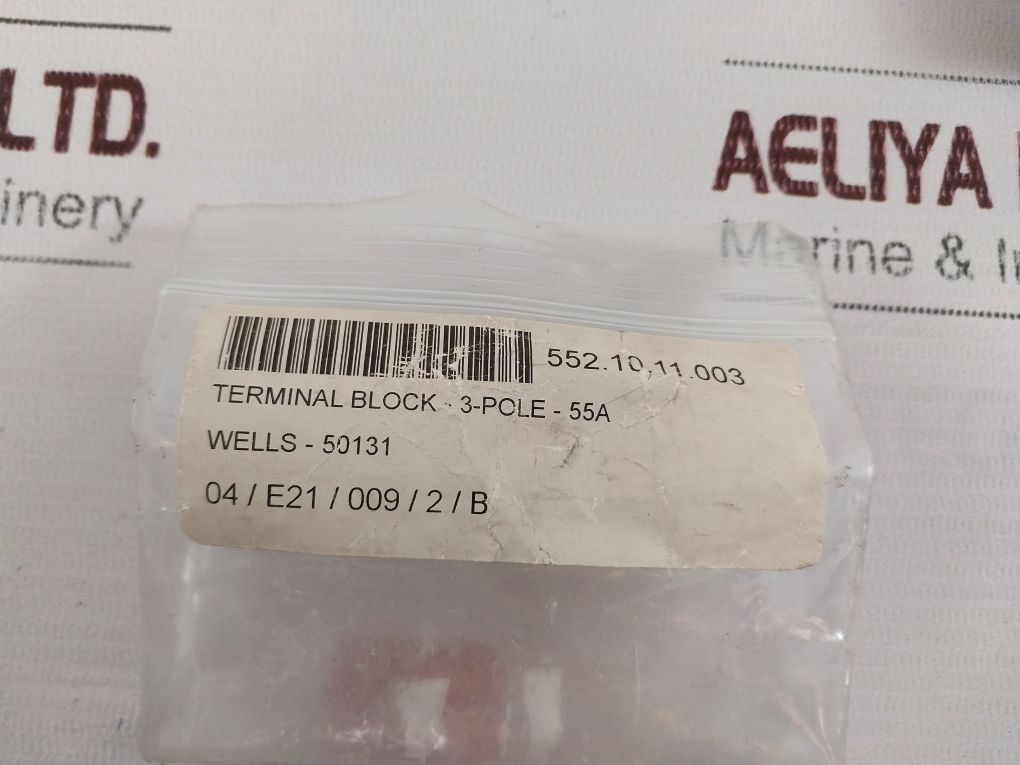 LTD.
inery
AELIYA
Marine & I
552.10.11.003
TERMINAL BLOCK - 3-POLE - 55A
WELLS - 50131
04 / E21 / 009 / 2 / B